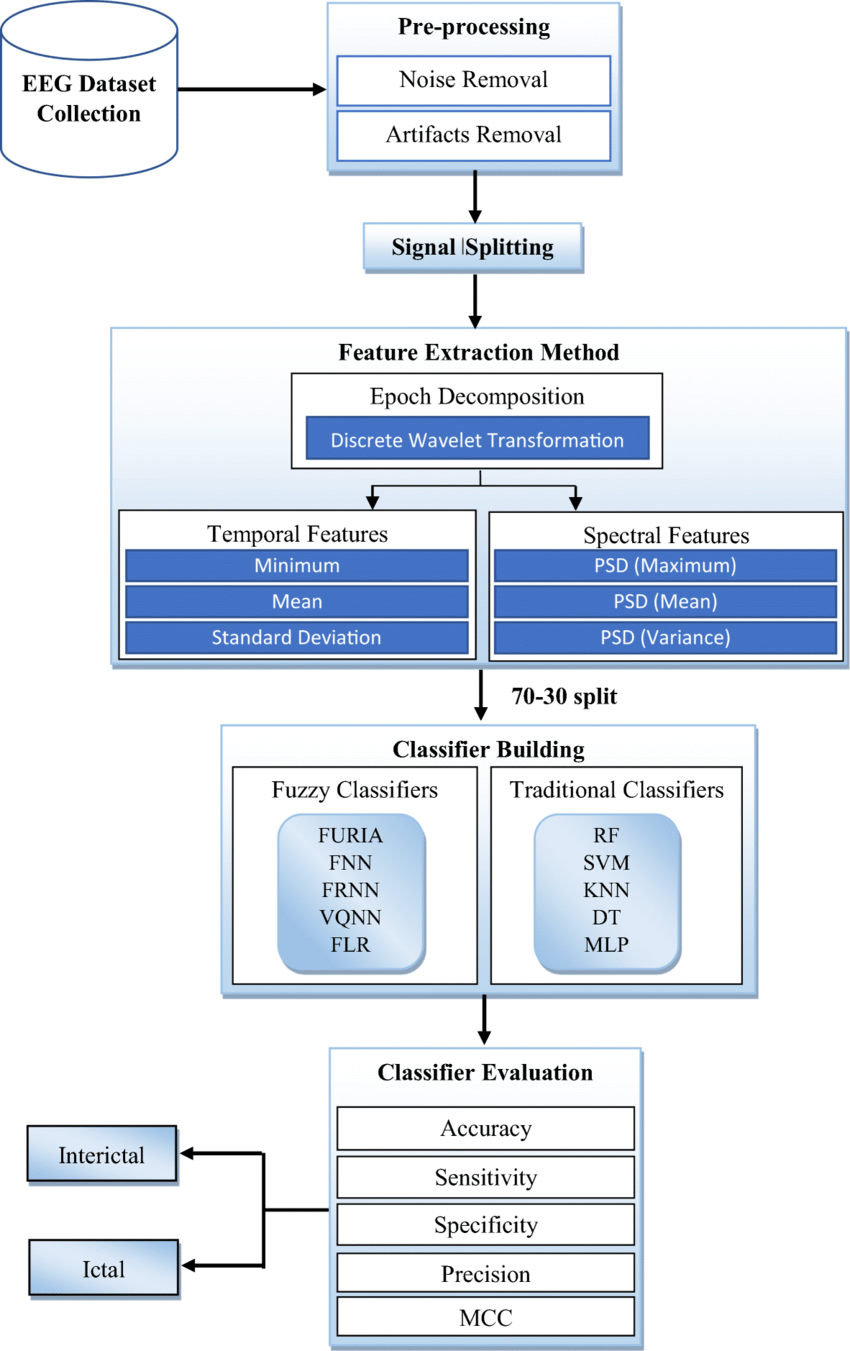 EEG Dataset
Collection
Pre-processing
Noise Removal
Artifacts Removal
Signal Splitting
Feature Extraction Method
Epoch Decomposition
Discrete Wavelet Transformation
Temporal Features
Minimum
Mean
Standard Deviation
Spectral Features
PSD (Maximum)
PSD (Mean)
PSD (Variance)
70-30 split
Classifier Building
Fuzzy Classifiers
FURIA
FNN
FRNN
VQNN
FLR
Traditional Classifiers
RF
SVM
KNN
DT
MLP
Classifier Evaluation
Accuracy
Sensitivity
Specificity
Precision
MCC
Interictal
Ictal